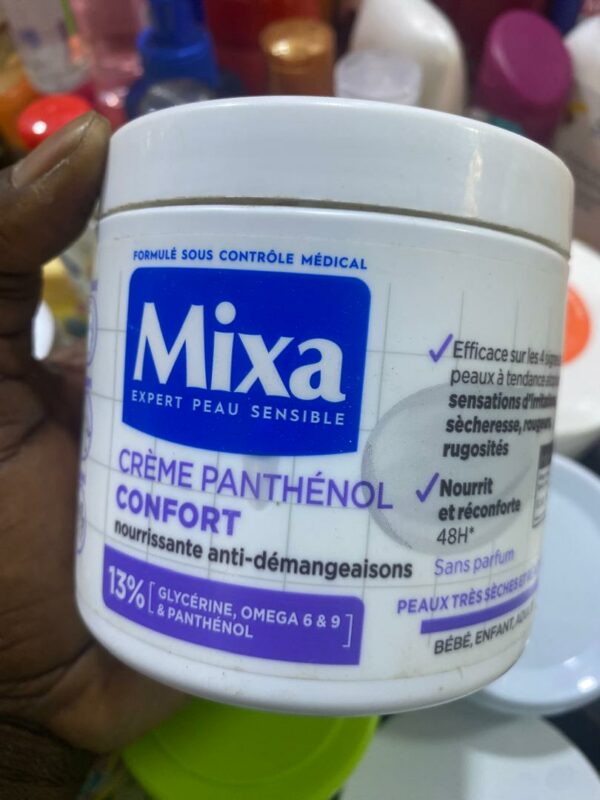 FORMULÉ SOUS CONTRÔLE MÉDICAL
Mixa
EXPERT PEAU SENSIBLE
CRÈME PANTHÉNOL
CONFORT
nourrissante anti-démangeaisons
13% [GLYCÉRINE, OMEGA 6 & 9
& PANTHÉNOL]
✓Efficace sur les 4
peaux à tendance
sensations
sècheresse,
rugosités
✓Nourrit
et réconforte
48H*
Sans parfum
PEAUX TRÈS SÈCHES
BÉBÉ, ENFANT,